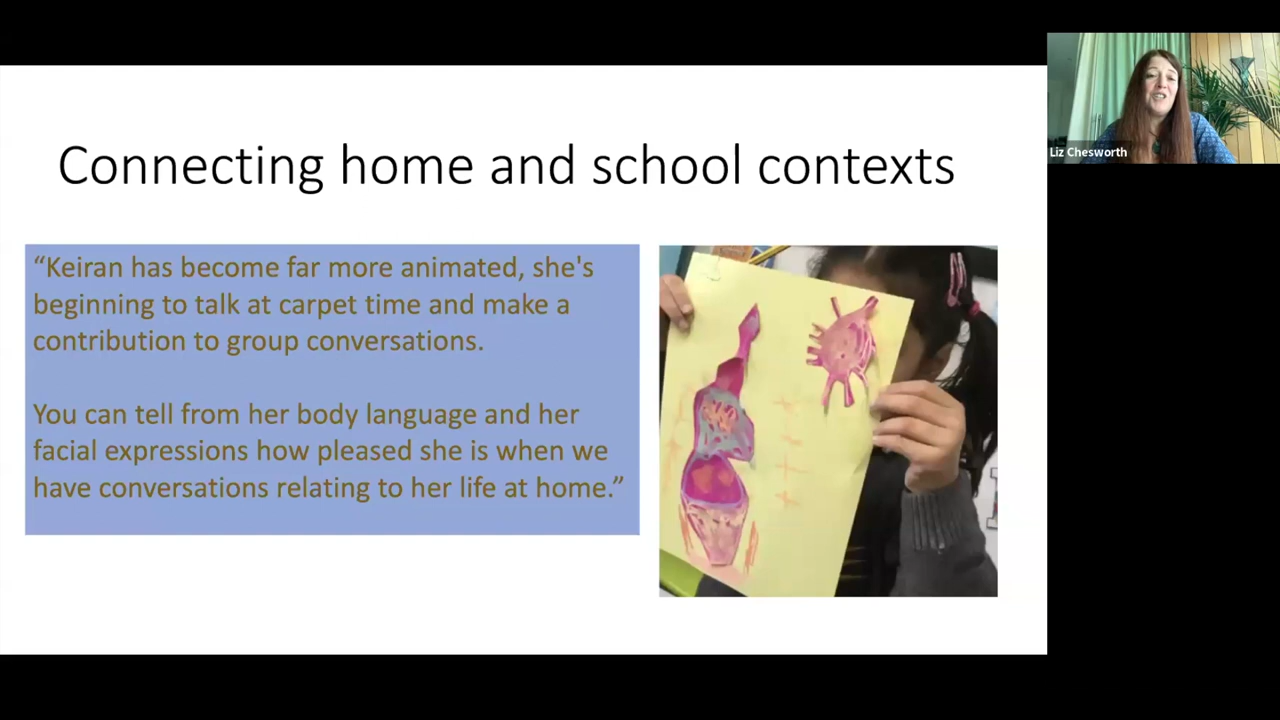 Connecting home and school contexts
“Keiran has become far more animated, she's
beginning to talk at carpet time and make a
contribution to group conversations.
You can tell from her body language and her
facial expressions how pleased she is when we
have conversations relating to her life at home.”
Liz Chesworth